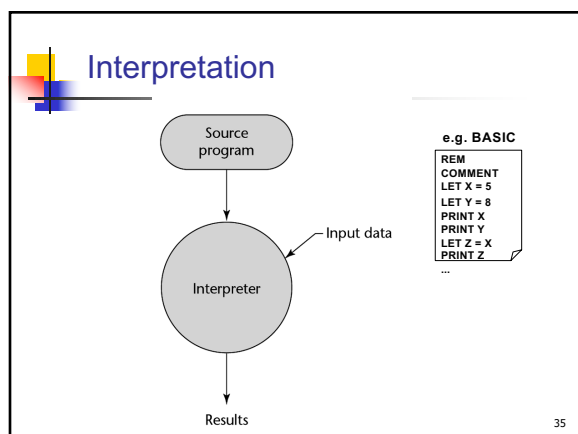 Interpretation
Source
program
Input data
Interpreter
Results
e.g. BASIC
REM
COMMENT
LET X = 5
LET Y = 8
PRINT X
PRINT Y
LET Z = X
PRINT Z
...
35